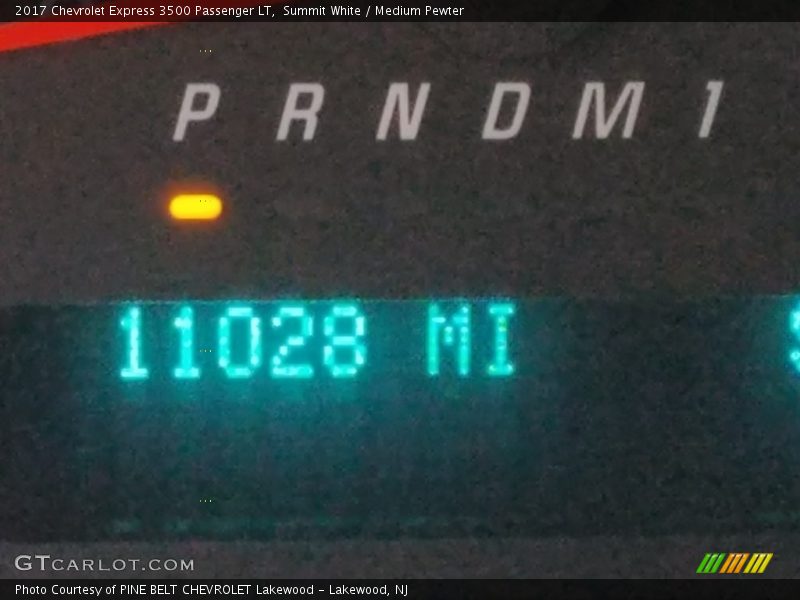 2017 Chevrolet Express 3500 Passenger LT, Summit White / Medium Pewter
P R N D M 1
11028 MI
GTCARLOT.COM
Photo Courtesy of PINE BELT CHEVROLET Lakewood - Lakewood, NJ